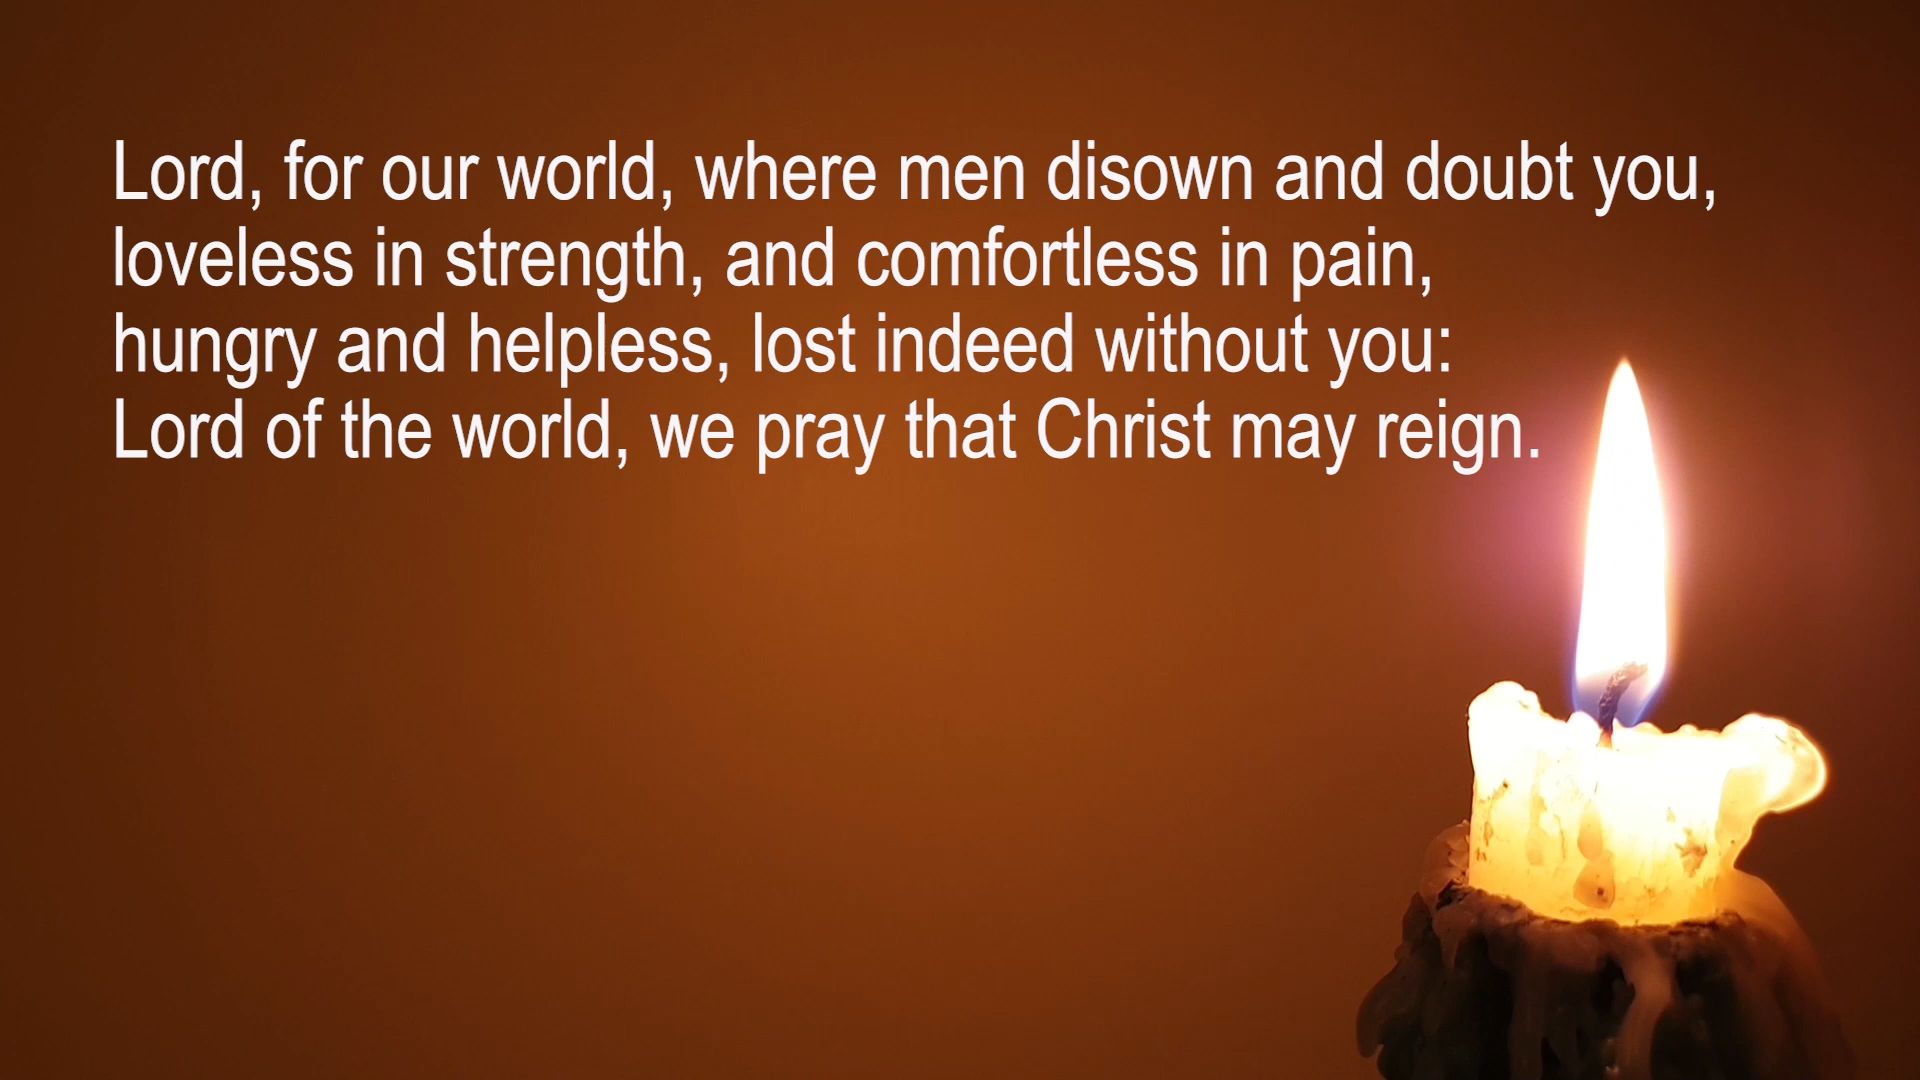 Lord, for our world, where men disown and doubt you,
loveless in strength, and comfortless in pain,
hungry and helpless, lost indeed without you:
Lord of the world, we pray that Christ may reign.